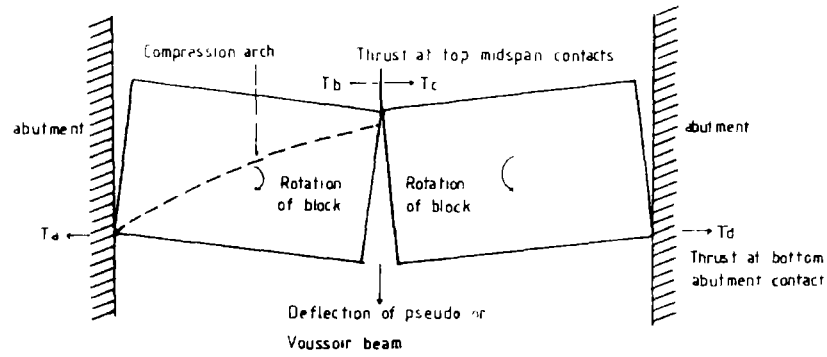 Compression arch
Thrust at top midspan contacts
Tb
Tc
abutment
abutment
Rotation
of block
Rotation
of block
Ta
Td
Thrust at bottom
abutment contact
Deflection of pseudo or
Voussoir beam